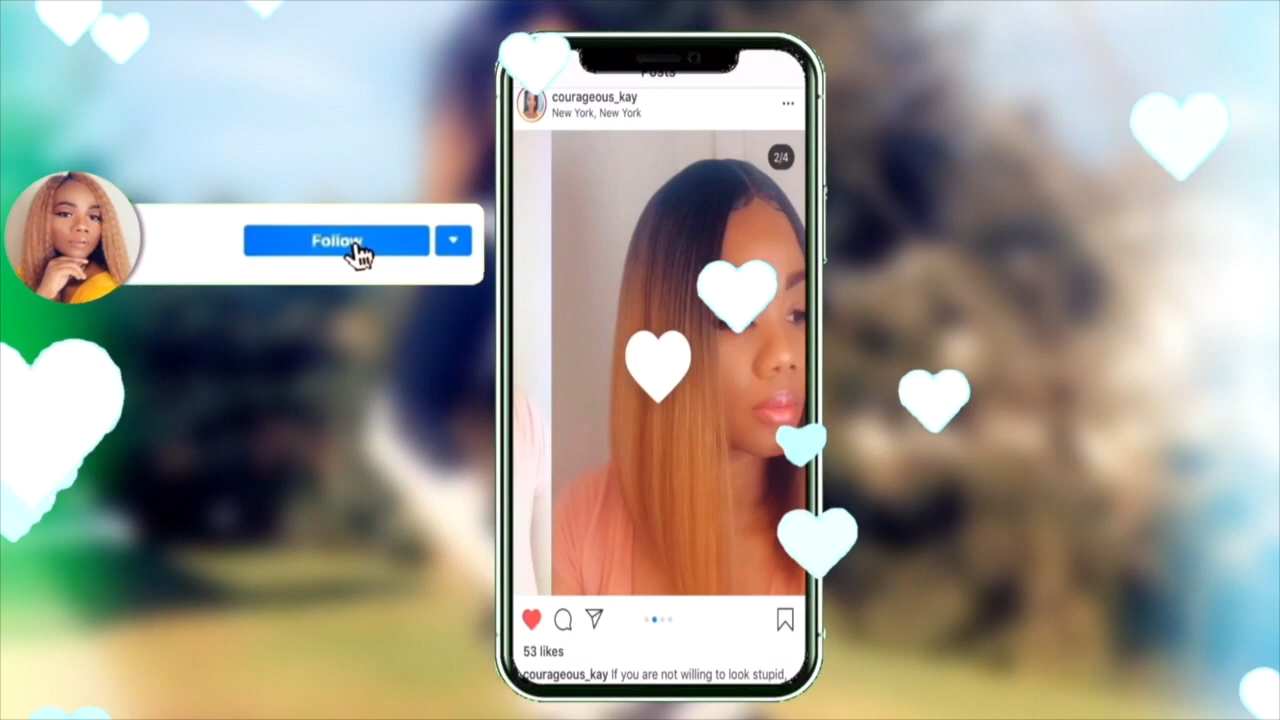 Posts
courageous_kay
New York, New York
2/4
Follow
53 likes
courageous_kay If you are not willing to look stupid,